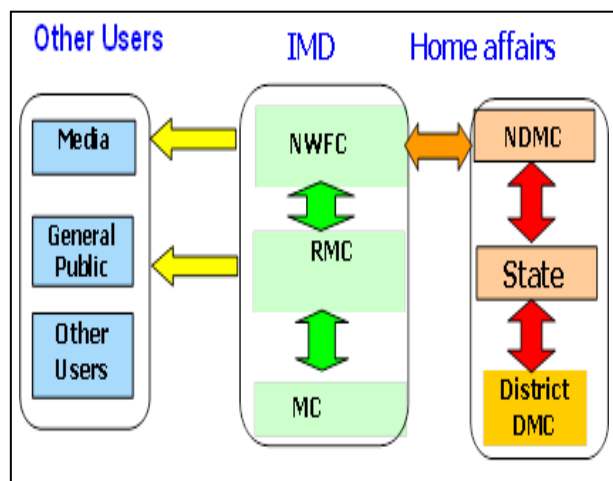 Other Users
IMD
Home affairs
Media
General
Public
Other
Users
NWFC
RMC
MC
NDMC
State
District
DMC